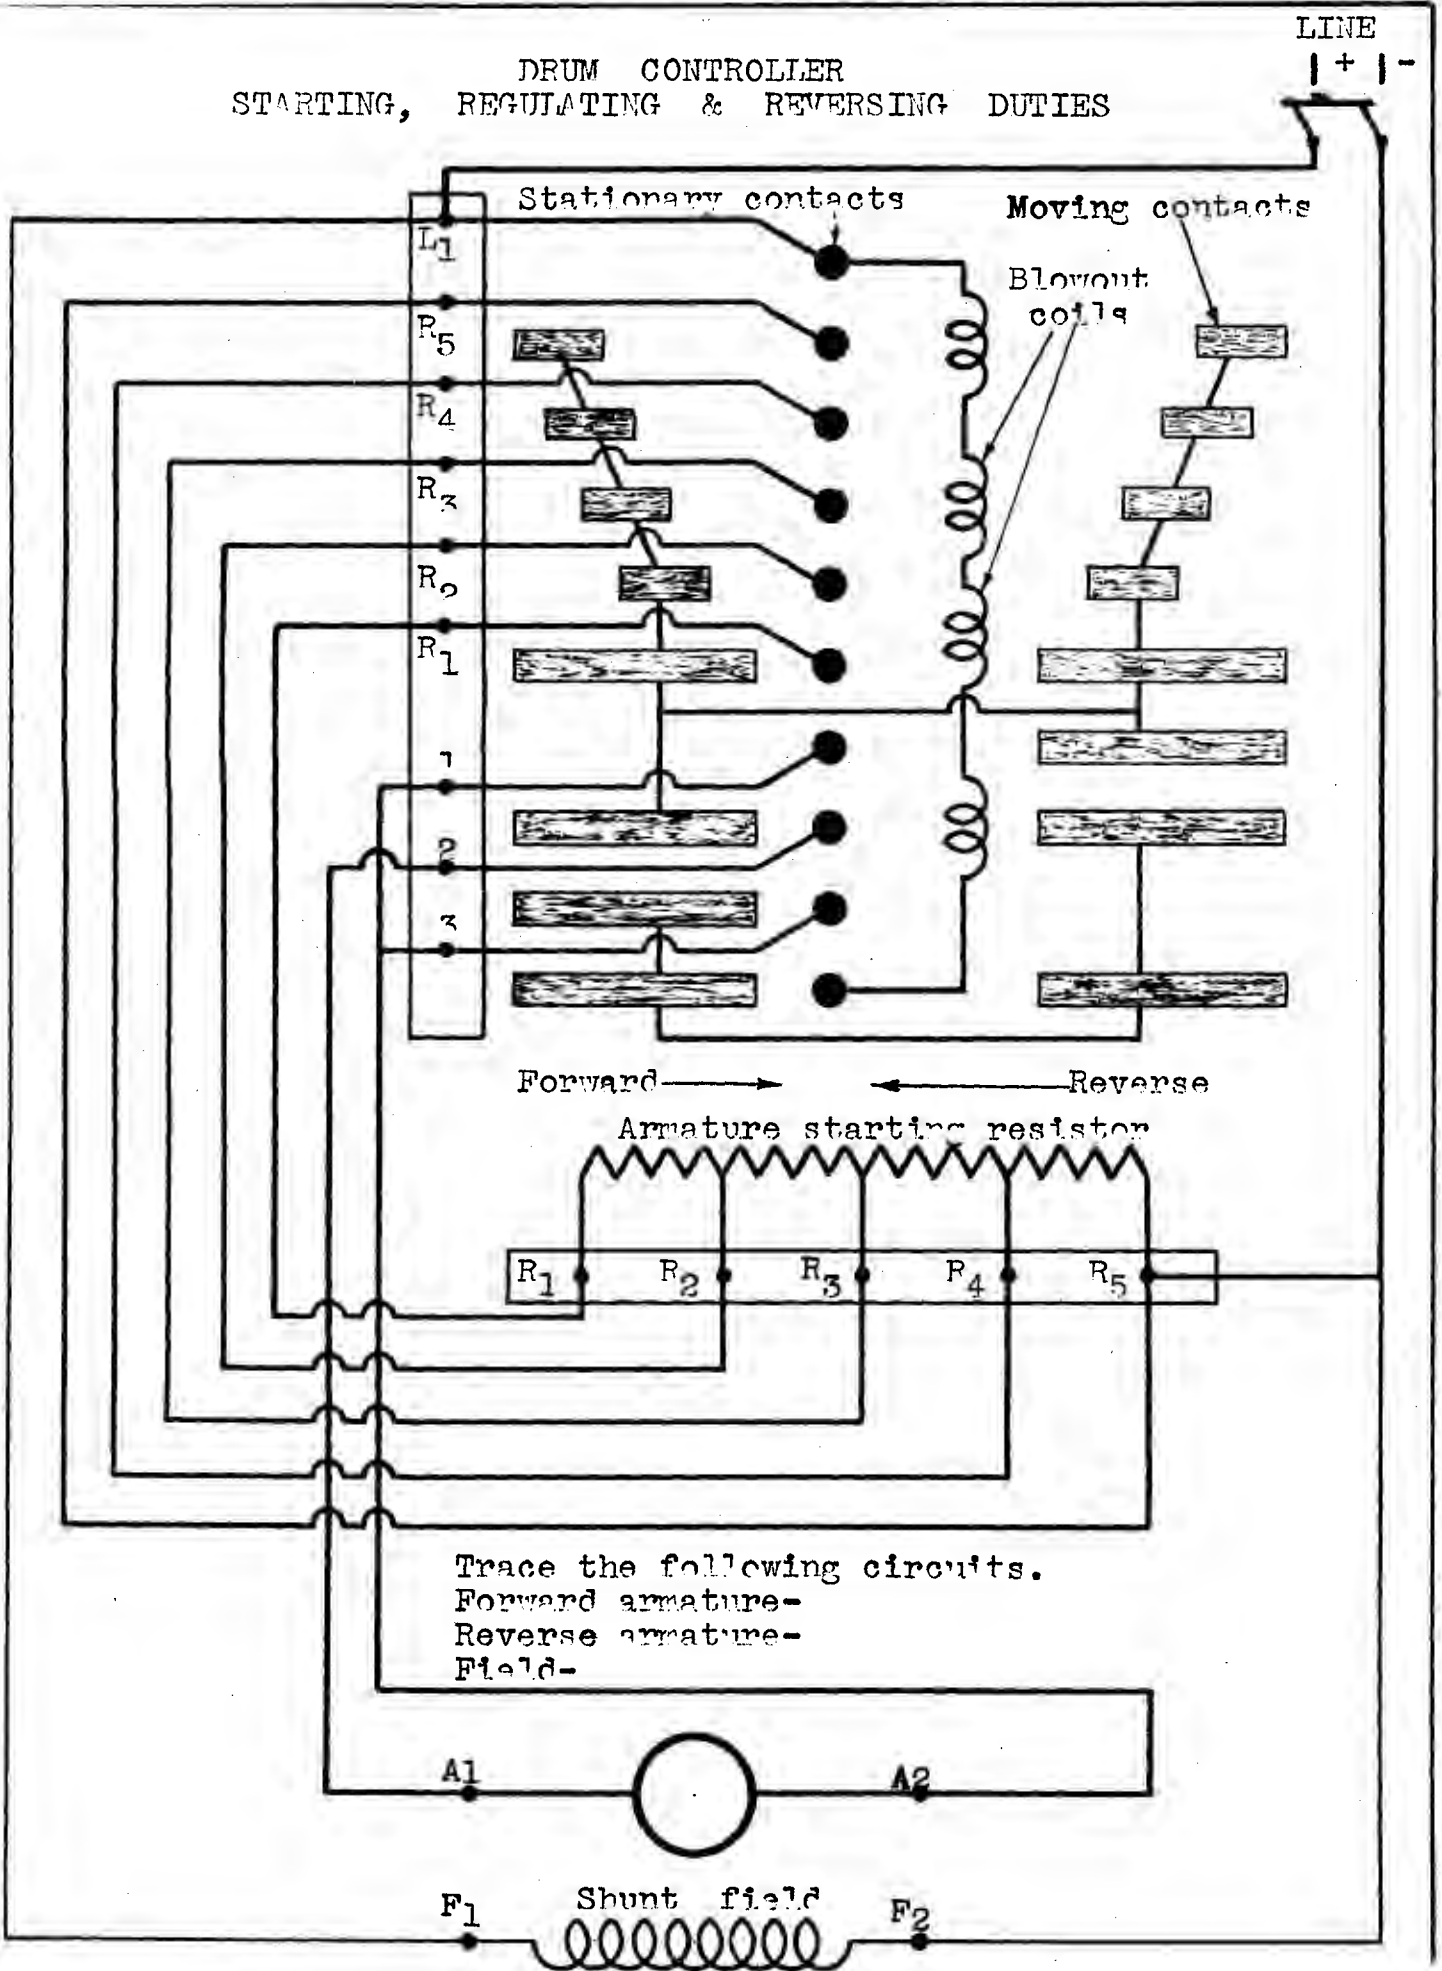 LINE
+ -
DRUM CONTROLLER
STARTING, REGULATING & REVERSING DUTIES
Stationary contacts
Moving contacts
Blowout
coils
L1
R5
R4
R3
R2
R1
1
2
3
Forward
Reverse
Armature starting resistor
R1 R2 R3 R4 R5
Trace the following circuits.
Forward armature-
Reverse armature-
Field-
A1 A2
Shunt field
F1 F2